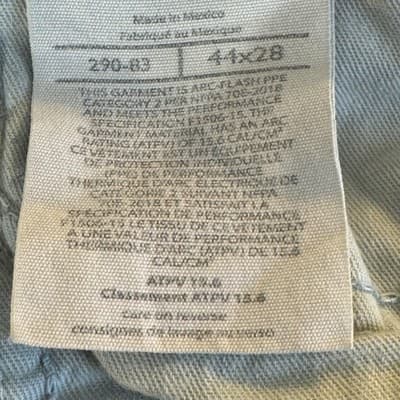 Made in Mexico
Fabriqué au Mexique
290-83 44x28
THIS GARMENT IS ARC-FLASH PPE
CATEGORY 2 PER NFPA 70E-2018
AND MEETS THE PERFORMANCE
SPECIFICATION F1506-15. THE
GARMENT MATERIAL HAS AN ARC
RATING (ATPV) OF 15.6 CAL/CM²
CE VÊTEMENT EST UN ÉQUIPEMENT
DE PROTECTION INDIVIDUELLE
(PPE) DE PERFORMANCE
THERMIQUE D'ARC ÉLECTRIQUE DE
CATÉGORIE 2 SUIVANT NFPA
70E-2018 ET SATISFAIT LA
SPÉCIFICATION DE PERFORMANCE
F1506-15. LE TISSU DE CE VÊTEMENT
A UNE VALEUR DE PERFORMANCE
THERMIQUE D'ARC (ATPV) DE 15.6
CAL/CM²
ATPV 15.6
Classement ATPV 15.6
care on reverse
consignes de lavage au verso